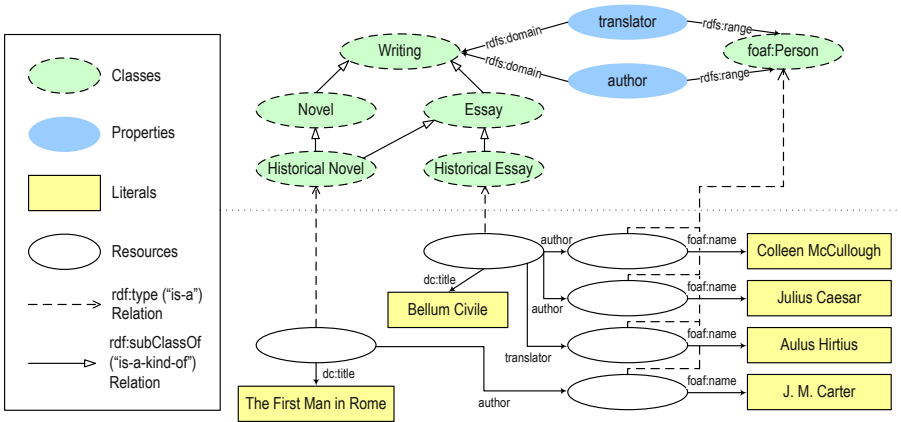 Classes
Properties
Literals
Resources
rdf:type ("is-a")
Relation
rdf:subClassOf
("is-a-kind-of")
Relation
translator
Writing
rdfs:domain
rdfs:range
foaf:Person
rdfs:domain
author
rdfs:range
Novel
Essay
Historical Novel
Historical Essay
author
foaf:name
Colleen McCullough
dc:title
Bellum Civile
author
foaf:name
Julius Caesar
translator
foaf:name
Aulus Hirtius
dc:title
The First Man in Rome
author
foaf:name
J. M. Carter